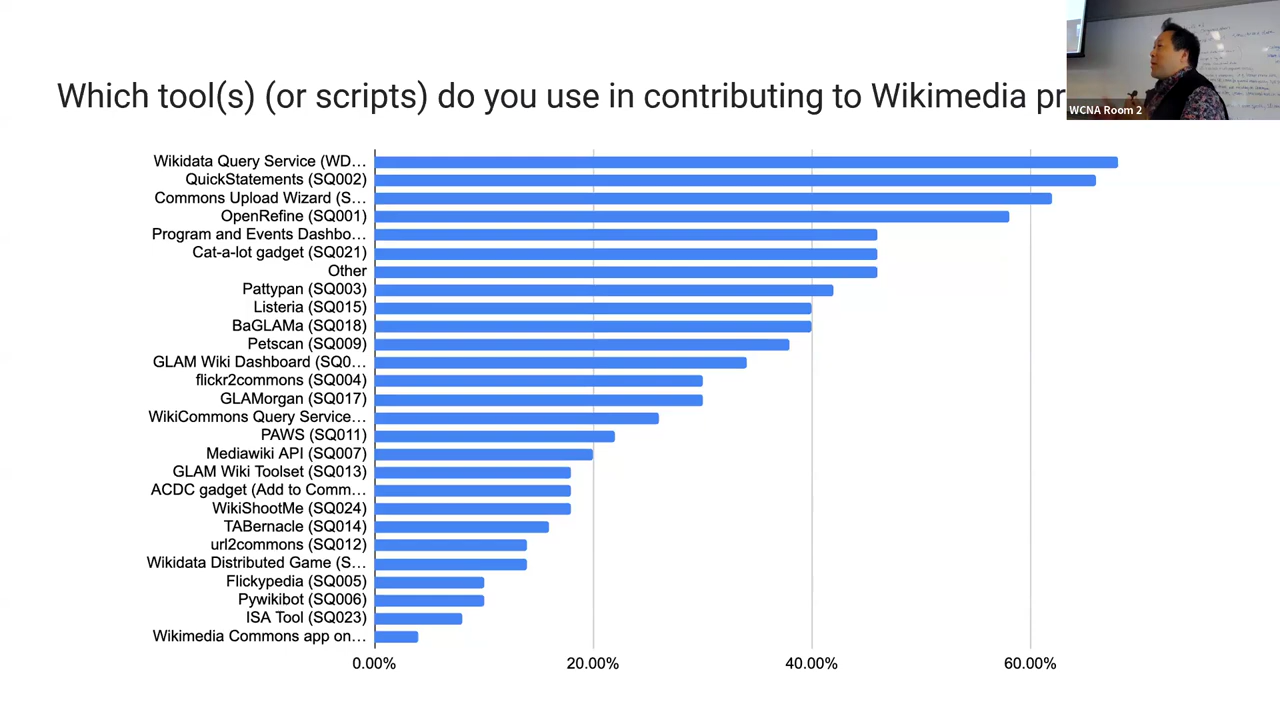 Which tool(s) (or scripts) do you use in contributing to Wikimedia pr
WCNA Room 2
Wikidata Query Service (WD…
QuickStatements (SQ002)
Commons Upload Wizard (S…
OpenRefine (SQ001)
Program and Events Dashbo…
Cat-a-lot gadget (SQ021)
Other
Pattypan (SQ003)
Listeria (SQ015)
BaGLAMa (SQ018)
Petscan (SQ009)
GLAM Wiki Dashboard (SQ0…
flickr2commons (SQ004)
GLAMorgan (SQ017)
WikiCommons Query Service…
PAWS (SQ011)
Mediawiki API (SQ007)
GLAM Wiki Toolset (SQ013)
ACDC gadget (Add to Comm…
WikiShootMe (SQ024)
TABernacle (SQ014)
url2commons (SQ012)
Wikidata Distributed Game (S…
Flickypedia (SQ005)
Pywikibot (SQ006)
ISA Tool (SQ023)
Wikimedia Commons app on…
0.00% 20.00% 40.00% 60.00%